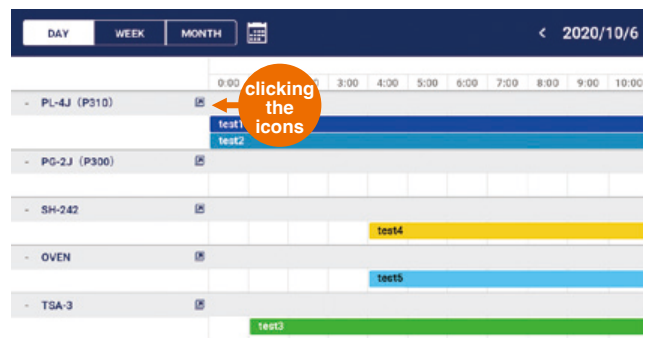 DAY WEEK MONTH < 2020/10/6
0:00 3:00 4:00 5:00 6:00 7:00 8:00 9:00 10:00
clicking
the
icons
- PL-4J (P310)
test1
test2
- PG-2J (P300)
- SH-242
test4
- OVEN
test5
- TSA-3
test3